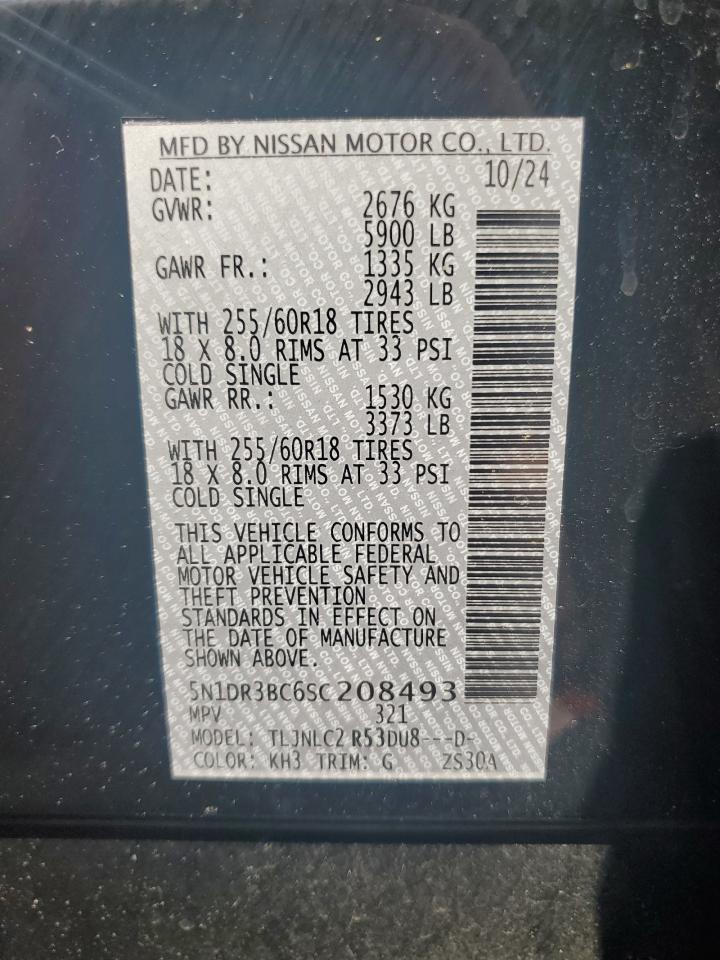 MFD BY NISSAN MOTOR CO., LTD.
DATE: 10/24
GVWR: 2676 KG
5900 LB
GAWR FR.: 1335 KG
2943 LB
WITH 255/60R18 TIRES
18 X 8.0 RIMS AT 33 PSI
COLD SINGLE
GAWR RR.: 1530 KG
3373 LB
WITH 255/60R18 TIRES
18 X 8.0 RIMS AT 33 PSI
COLD SINGLE
THIS VEHICLE CONFORMS TO
ALL APPLICABLE FEDERAL
MOTOR VEHICLE SAFETY AND
THEFT PREVENTION
STANDARDS IN EFFECT ON
THE DATE OF MANUFACTURE
SHOWN ABOVE.
5N1DR3BC6SC208493
MPV 321
MODEL: TLJNLC2 R53DU8---D-
COLOR: KH3 TRIM: G ZS30A